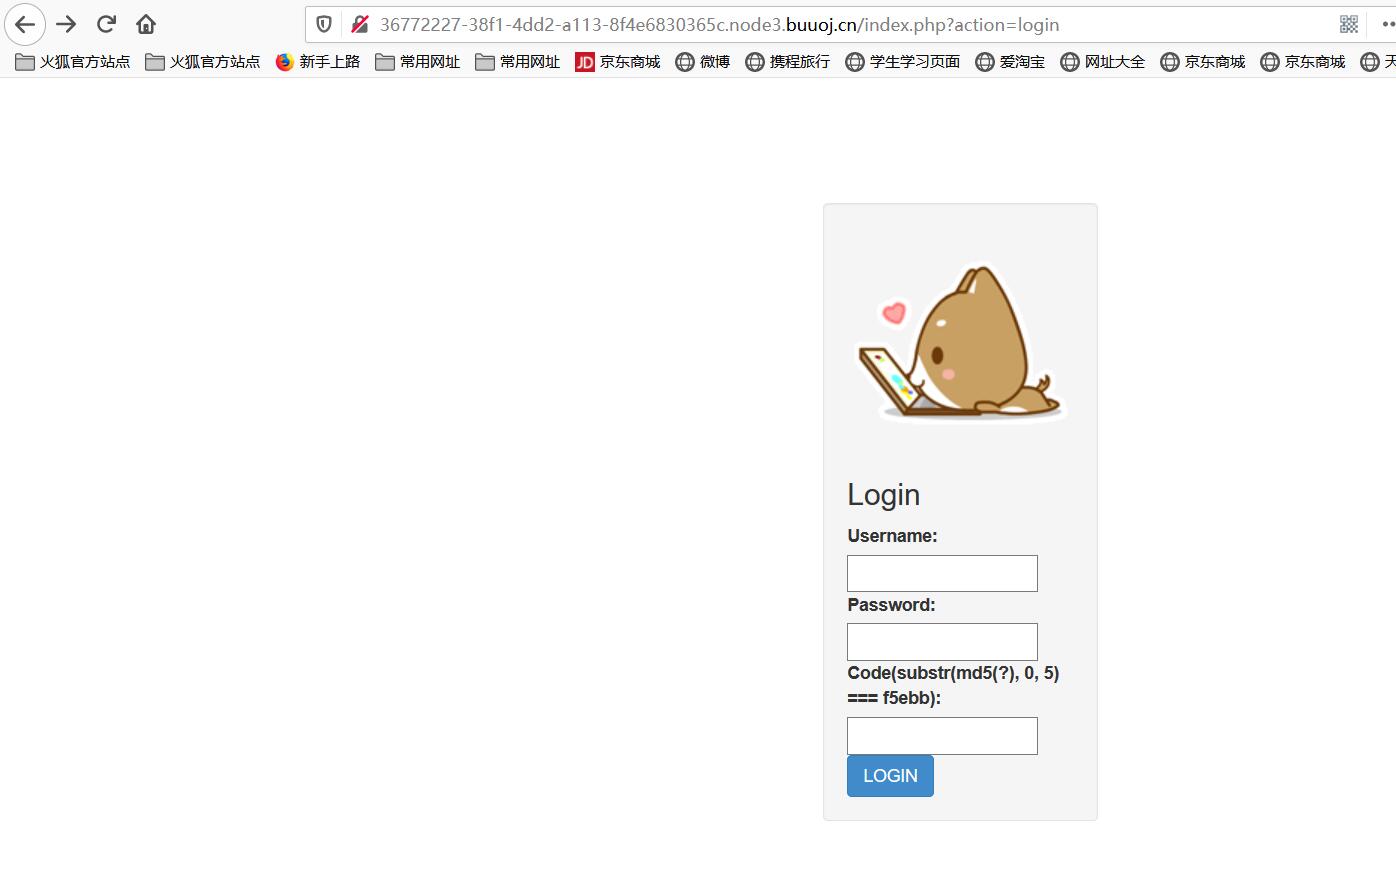 36772227-38f1-4dd2-a113-8f4e6830365c.node3.buuoj.cn/index.php?action=login
火狐官方站点 火狐官方站点 新手上路 常用网址 常用网址 JD 京东商城 微博 携程旅行 学生学习页面 爱淘宝 网址大全 京东商城 京东商城 天
Login
Username:
Password:
Code(substr(md5(?), 0, 5)
=== f5ebb):
LOGIN